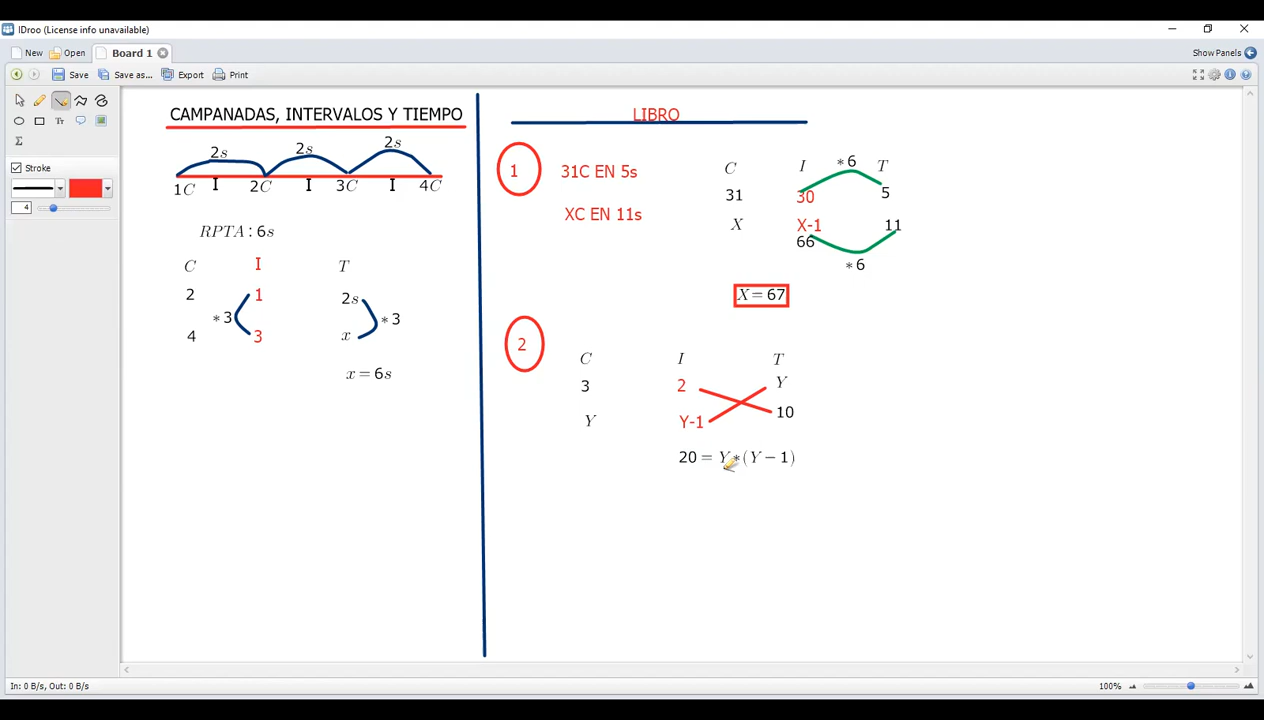 IDroo (License info unavailable)
New Open Board 1 Show Panels
Save Save as... Export Print
Tt
Σ
Stroke
4
CAMPANADAS, INTERVALOS Y TIEMPO
2s 2s 2s
1C I 2C I 3C I 4C
RPTA : 6s
C I T
2 1 2s
* 3 * 3
4 3 x
x = 6s
LIBRO
1 31C EN 5s
XC EN 11s
C I * 6 T
31 30 5
X X-1 11
66
* 6
X = 67
2
C I T
3 2 Y
Y Y-1 10
20 = Y * (Y − 1)
In: 0 B/s, Out: 0 B/s 100%